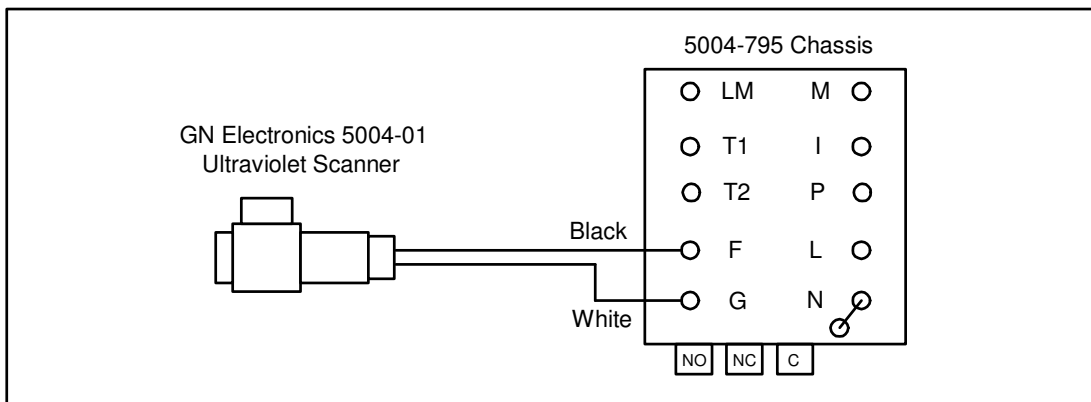 5004-795 Chassis
GN Electronics 5004-01
Ultraviolet Scanner
LM M
T1 I
T2 P
Black
F L
G N
White
NO NC C